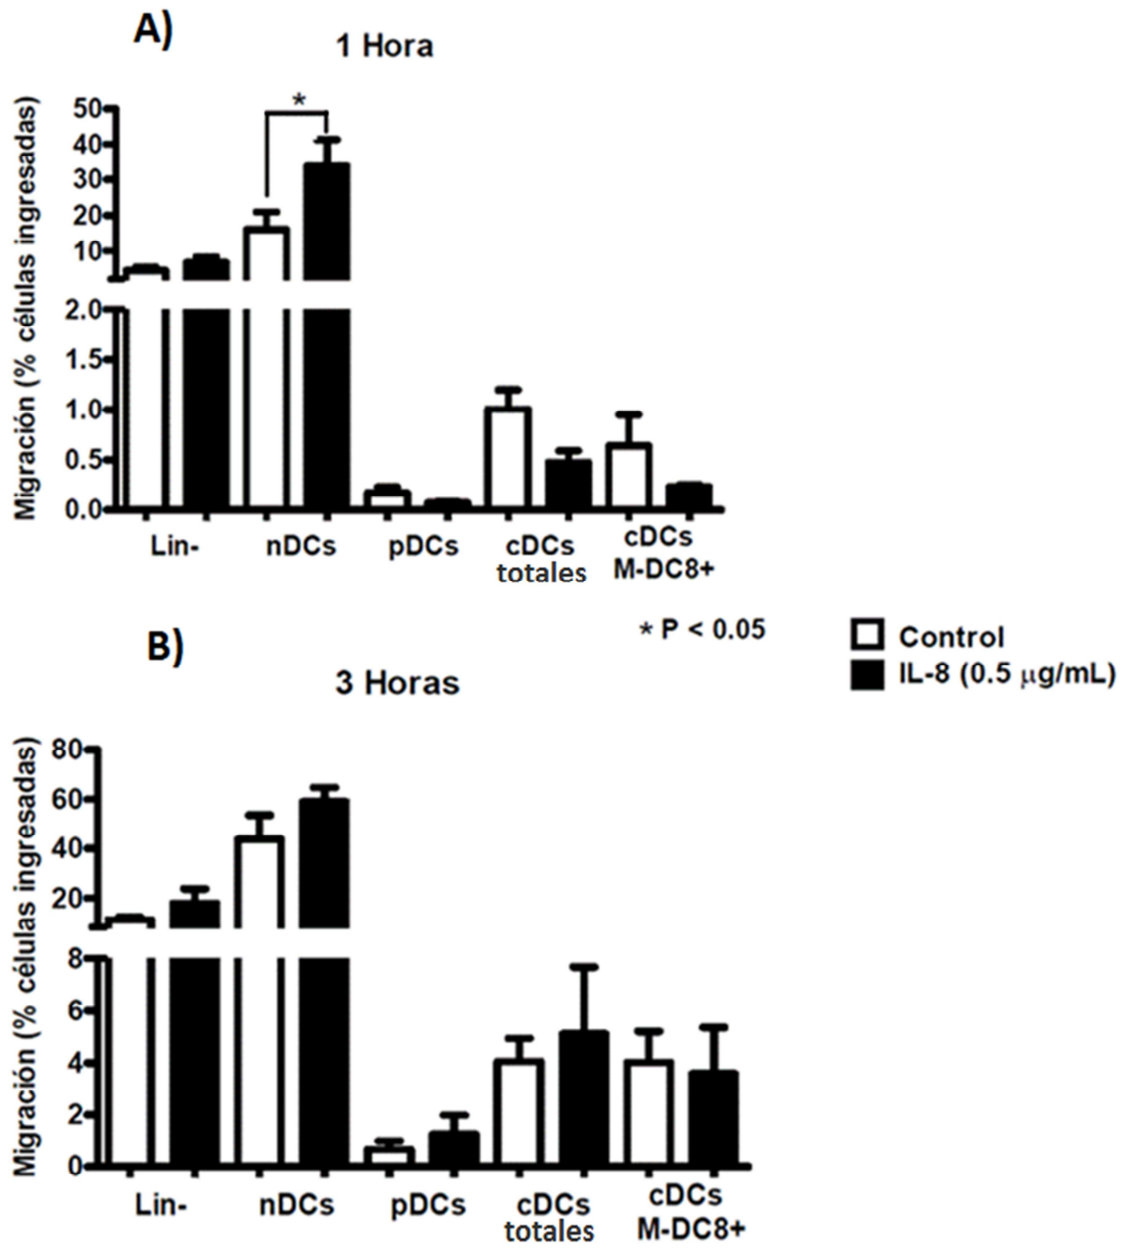 A)
1 Hora
Migración (% células ingresadas)
50
40
30
20
10
2.0
1.5
1.0
0.5
0.0
*
Lin-
nDCs
pDCs
cDCs
totales
cDCs
M-DC8+
* P < 0.05
Control
IL-8 (0.5 µg/mL)
B)
3 Horas
Migración (% células ingresadas)
80
60
40
20
8
6
4
2
0
Lin-
nDCs
pDCs
cDCs
totales
cDCs
M-DC8+